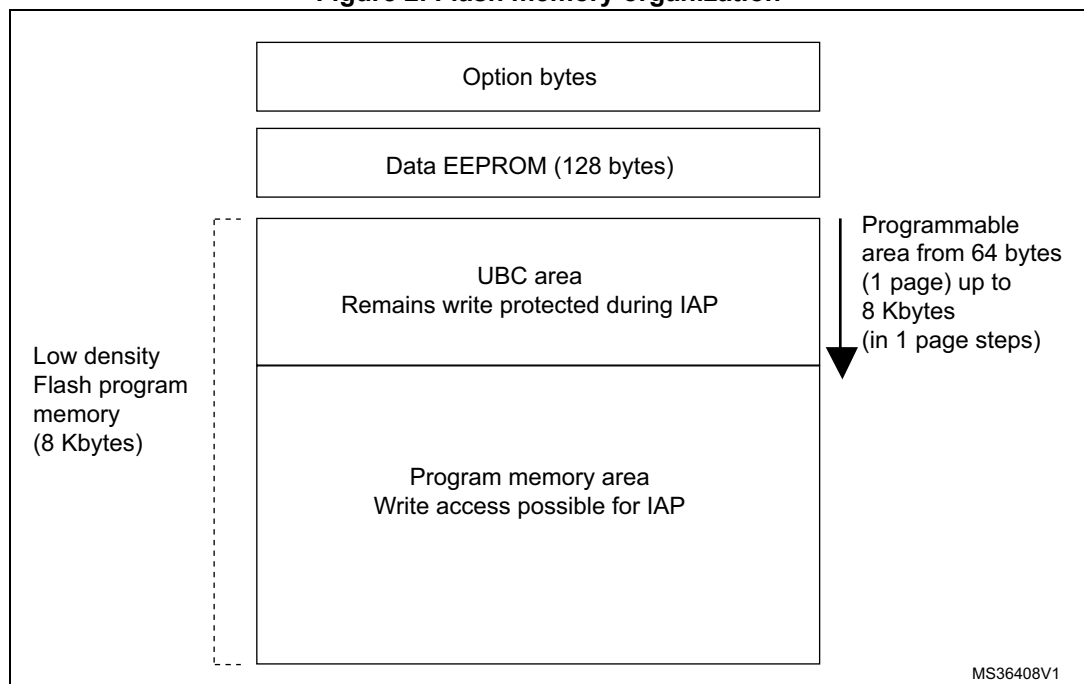 Figure 2. Flash memory organization
Option bytes
Data EEPROM (128 bytes)
UBC area
Remains write protected during IAP
Programmable
area from 64 bytes
(1 page) up to
8 Kbytes
(in 1 page steps)
Low density
Flash program
memory
(8 Kbytes)
Program memory area
Write access possible for IAP
MS36408V1